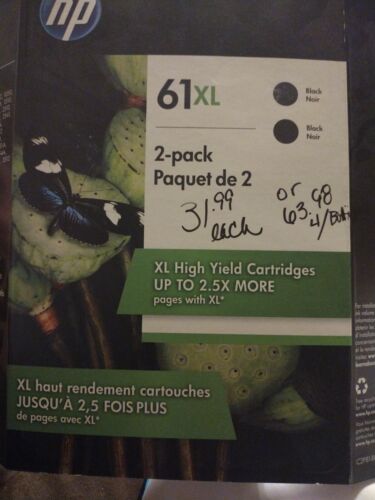 hp
61XL
Black
Noir
Black
Noir
2-pack
Paquet de 2
31.99
each
or
63.98
XL High Yield Cartridges
UP TO 2.5X MORE
pages with XL*
XL haut rendement cartouches
JUSQU'À 2,5 FOIS PLUS
de pages avec XL*